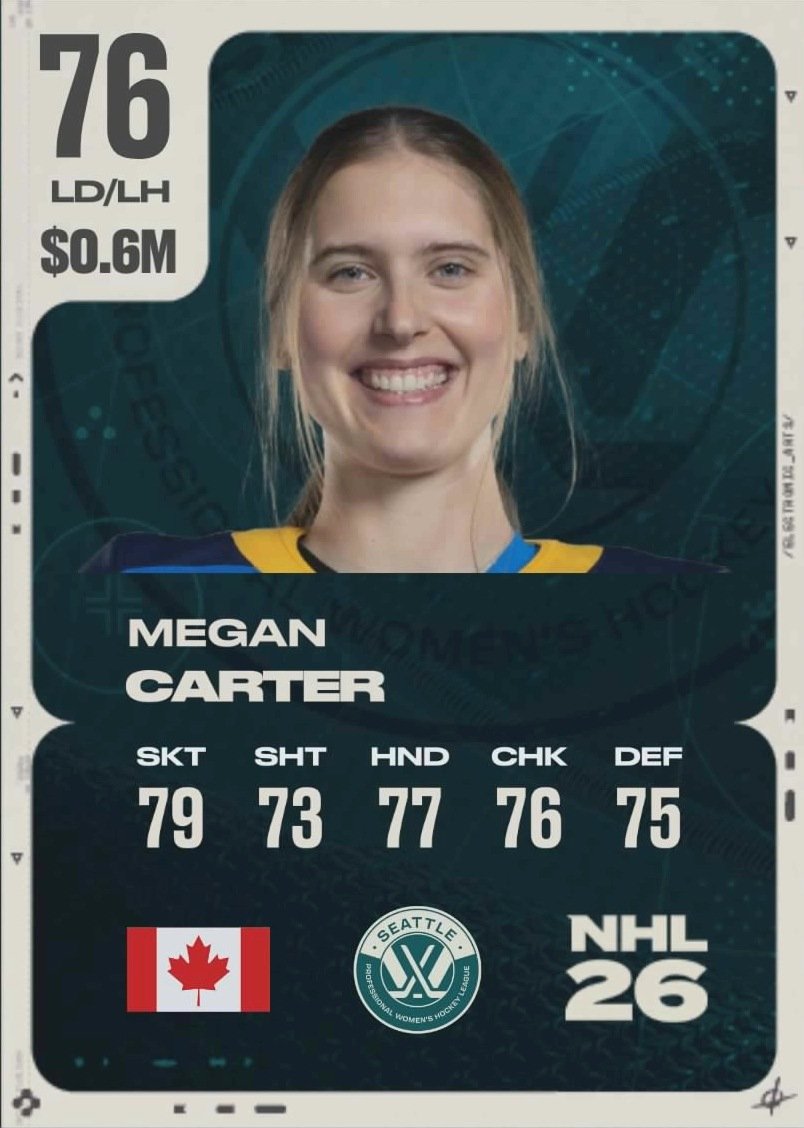 76
LD/LH
$0.6M
MEGAN
CARTER
SKT SHT HND CHK DEF
79 73 77 76 75
SEATTLE
PROFESSIONAL WOMEN'S HOCKEY LEAGUE
NHL
26